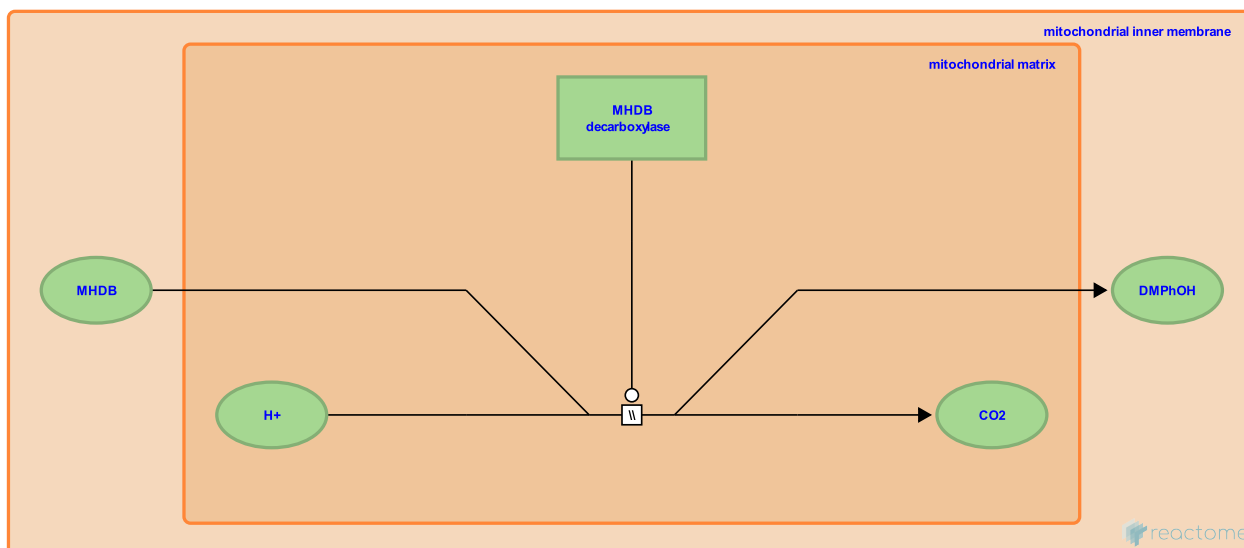 mitochondrial inner membrane
mitochondrial matrix
MHDB
decarboxylase
MHDB
DMPhOH
H+
\\
CO2
reactome